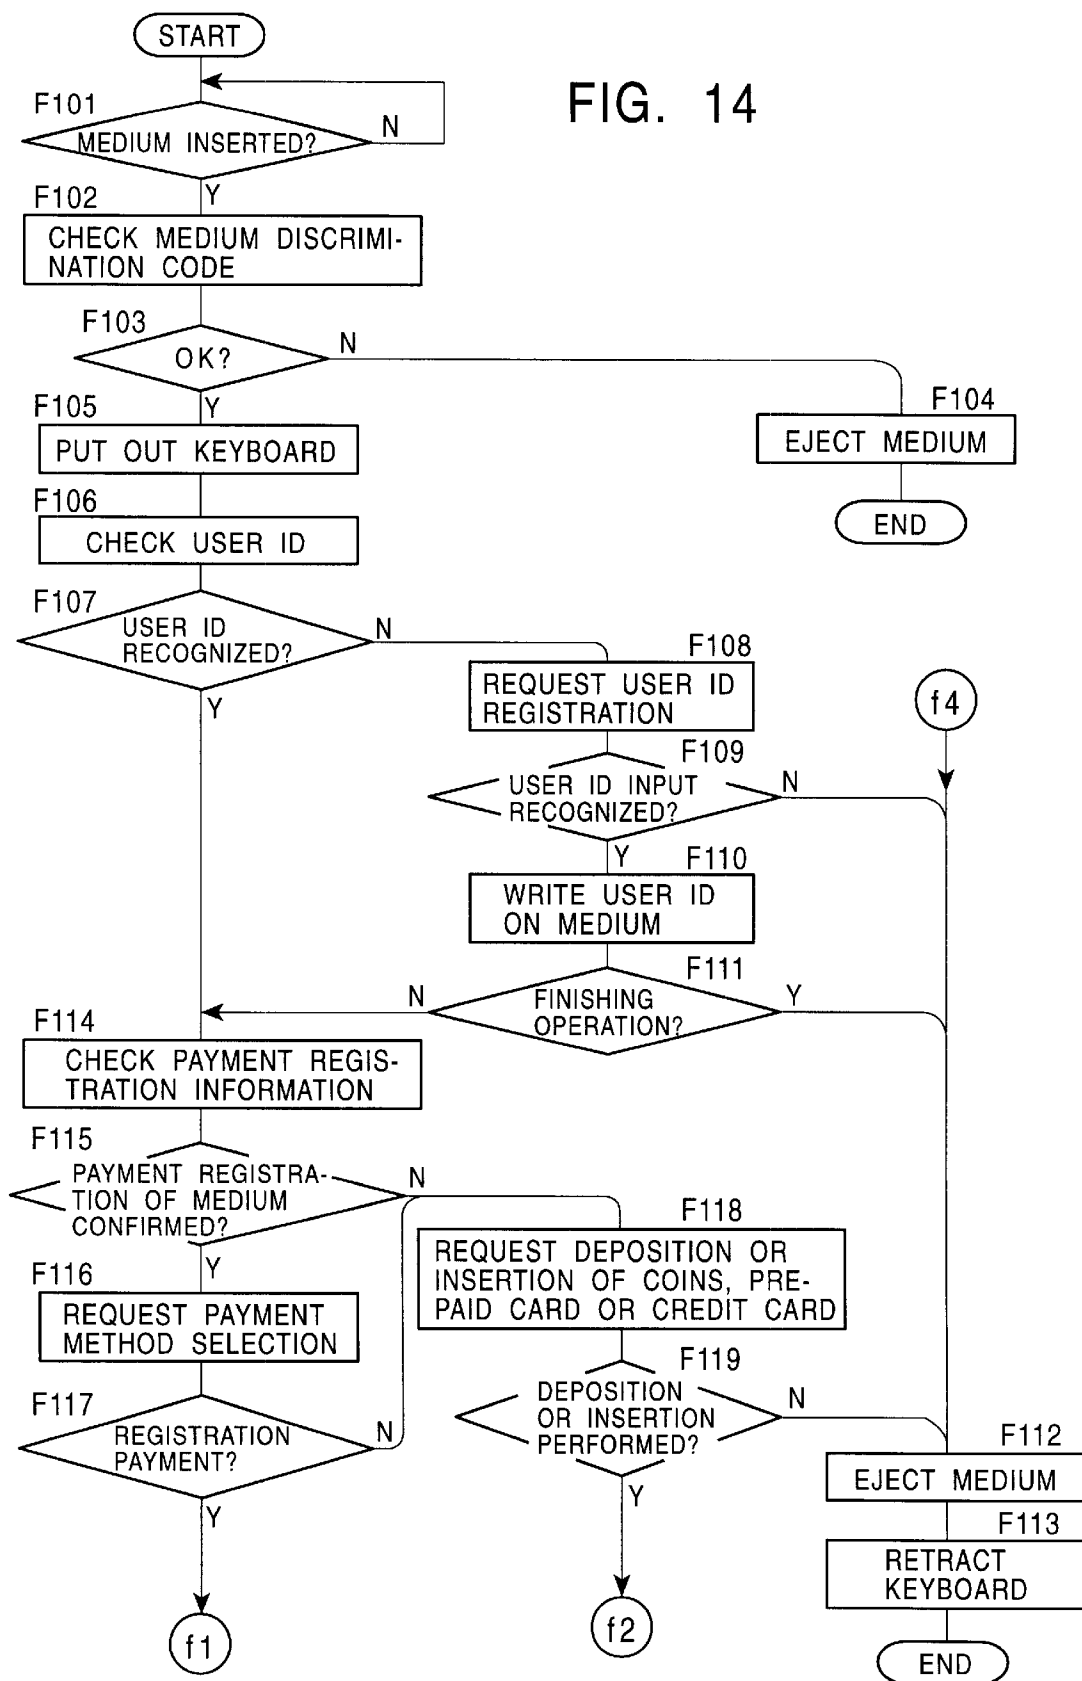 START
FIG. 14
F101
MEDIUM INSERTED?
N
Y
F102
CHECK MEDIUM DISCRIMI-
NATION CODE
F103
OK?
N
Y
F104
EJECT MEDIUM
END
F105
PUT OUT KEYBOARD
F106
CHECK USER ID
F107
USER ID
RECOGNIZED?
N
Y
F108
REQUEST USER ID
REGISTRATION
f4
F109
USER ID INPUT
RECOGNIZED?
N
Y
F110
WRITE USER ID
ON MEDIUM
F111
FINISHING
OPERATION?
N
Y
F114
CHECK PAYMENT REGIS-
TRATION INFORMATION
F115
PAYMENT REGISTRA-
TION OF MEDIUM
CONFIRMED?
N
Y
F116
REQUEST PAYMENT
METHOD SELECTION
F118
REQUEST DEPOSITION OR
INSERTION OF COINS, PRE-
PAID CARD OR CREDIT CARD
F117
REGISTRATION
PAYMENT?
N
Y
F119
DEPOSITION
OR INSERTION
PERFORMED?
N
Y
F112
EJECT MEDIUM
F113
RETRACT
KEYBOARD
f1
f2
END